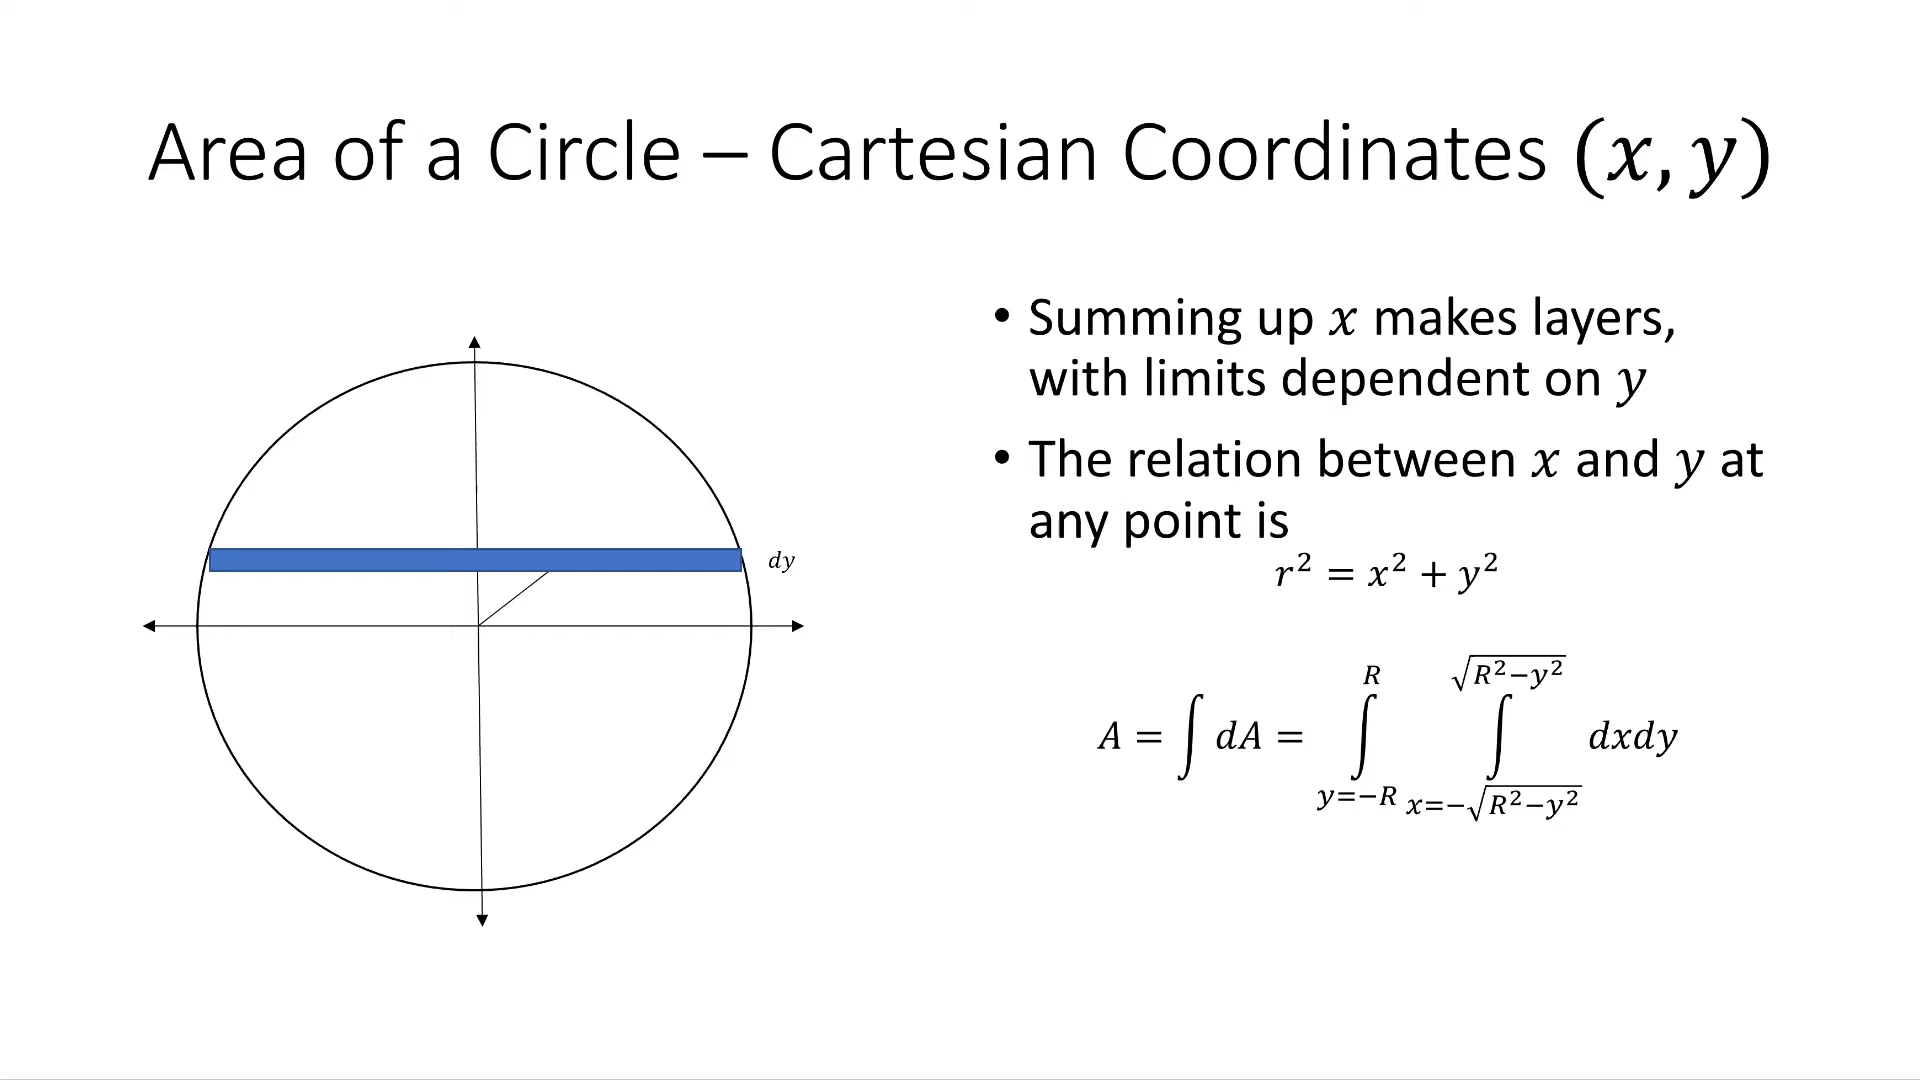 Area of a Circle – Cartesian Coordinates (x, y)
• Summing up x makes layers,
with limits dependent on y
• The relation between x and y at
any point is
r² = x² + y²
dy
A = ∫ dA = ∫_{y=−R}^{R} ∫_{x=−√(R²−y²)}^{√(R²−y²)} dxdy